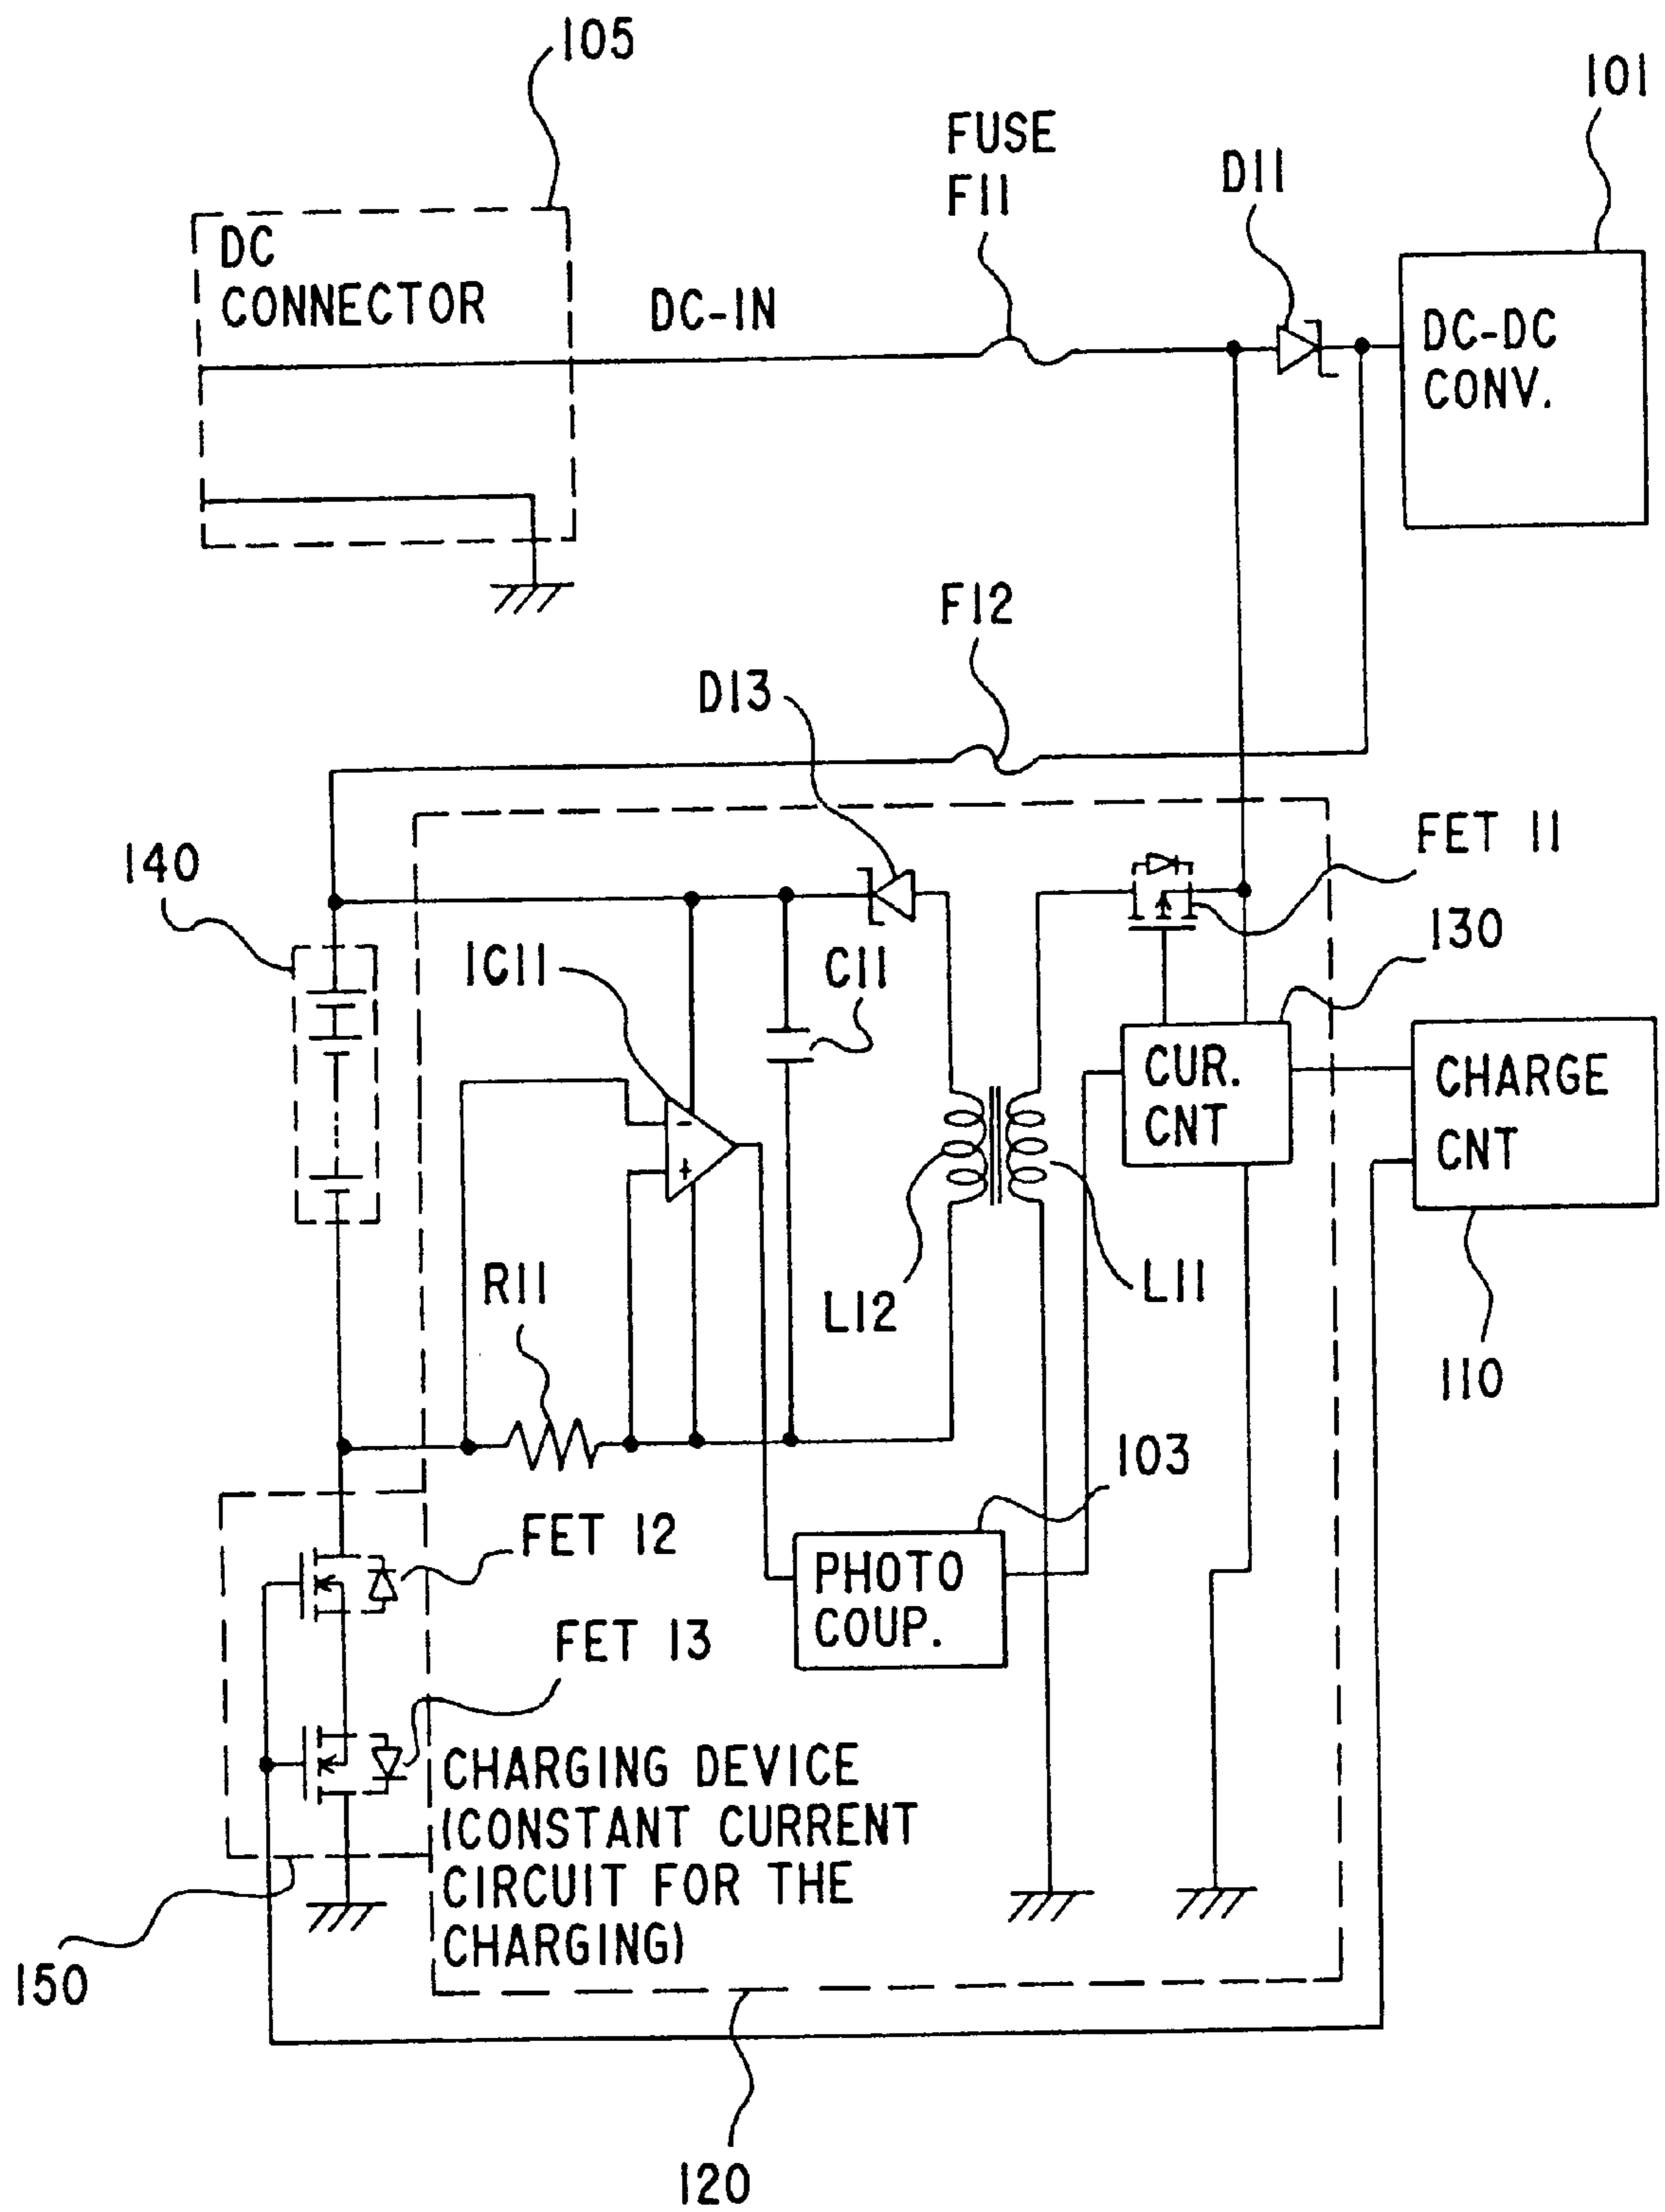 105
101
FUSE
F11
D11
DC
CONNECTOR
DC-IN
DC-DC
CONV.
F12
D13
FET 11
140
130
IC11
C11
CUR.
CNT
CHARGE
CNT
-
+
R11
L12
L11
110
103
FET 12
PHOTO
COUP.
FET 13
CHARGING DEVICE
(CONSTANT CURRENT
CIRCUIT FOR THE
CHARGING)
150
120